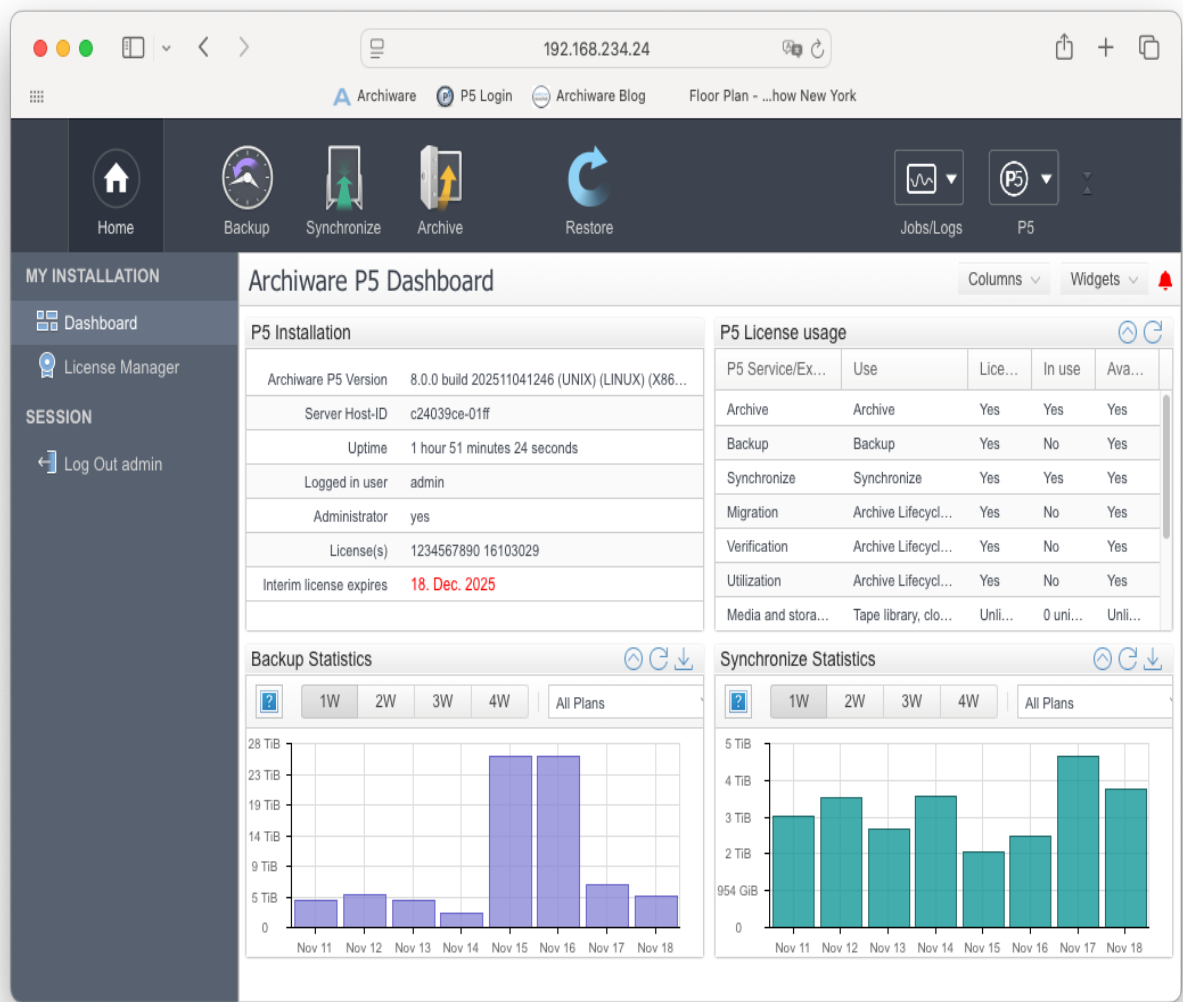 192.168.234.24
Archiware P5 Login Archiware Blog Floor Plan - ...how New York
Home Backup Synchronize Archive Restore Jobs/Logs P5 P5
MY INSTALLATION
Dashboard
License Manager
SESSION
Log Out admin
Archiware P5 Dashboard Columns Widgets
P5 Installation
Archiware P5 Version 8.0.0 build 202511041246 (UNIX) (LINUX) (X86...
Server Host-ID c24039ce-01ff
Uptime 1 hour 51 minutes 24 seconds
Logged in user admin
Administrator yes
License(s) 1234567890 16103029
Interim license expires 18. Dec. 2025
P5 License usage
P5 Service/Ex... Use Lice... In use Ava...
Archive Archive Yes Yes Yes
Backup Backup Yes No Yes
Synchronize Synchronize Yes Yes Yes
Migration Archive Lifecycl... Yes No Yes
Verification Archive Lifecycl... Yes No Yes
Utilization Archive Lifecycl... Yes No Yes
Media and stora... Tape library, clo... Unli... 0 uni... Unli...
Backup Statistics
? 1W 2W 3W 4W All Plans
28 TiB
23 TiB
19 TiB
14 TiB
9 TiB
5 TiB
0
Nov 11 Nov 12 Nov 13 Nov 14 Nov 15 Nov 16 Nov 17 Nov 18
Synchronize Statistics
? 1W 2W 3W 4W All Plans
5 TiB
4 TiB
3 TiB
2 TiB
954 GiB
0
Nov 11 Nov 12 Nov 13 Nov 14 Nov 15 Nov 16 Nov 17 Nov 18